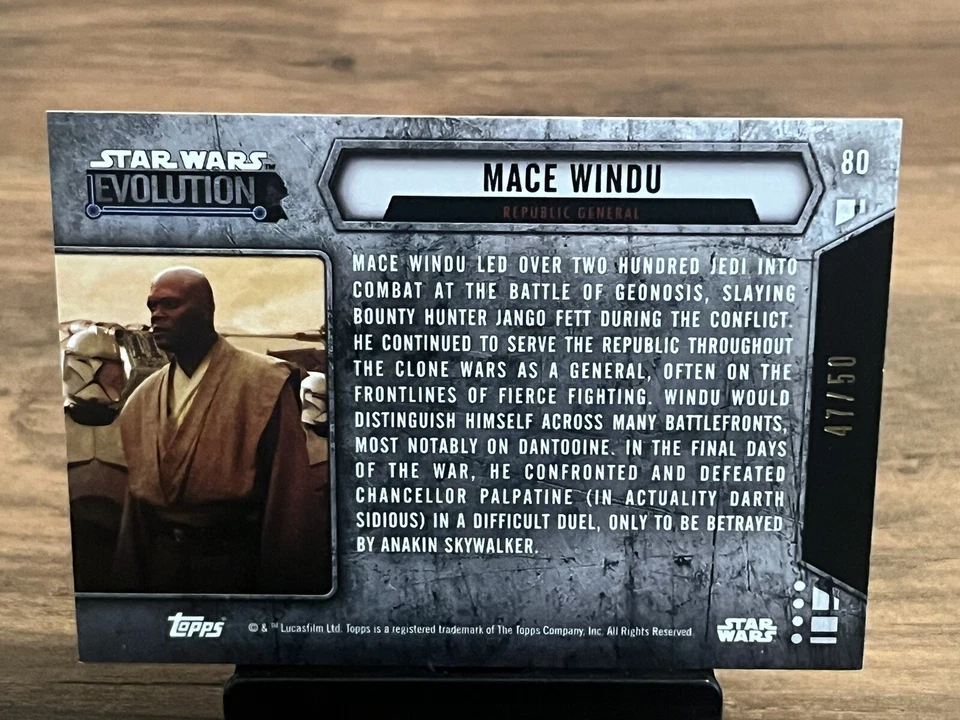 STAR WARS™
EVOLUTION
MACE WINDU
REPUBLIC GENERAL
80
MACE WINDU LED OVER TWO HUNDRED JEDI INTO
COMBAT AT THE BATTLE OF GEONOSIS, SLAYING
BOUNTY HUNTER JANGO FETT DURING THE CONFLICT.
HE CONTINUED TO SERVE THE REPUBLIC THROUGHOUT
THE CLONE WARS AS A GENERAL, OFTEN ON THE
FRONTLINES OF FIERCE FIGHTING. WINDU WOULD
DISTINGUISH HIMSELF ACROSS MANY BATTLEFRONTS,
MOST NOTABLY ON DANTOOINE. IN THE FINAL DAYS
OF THE WAR, HE CONFRONTED AND DEFEATED
CHANCELLOR PALPATINE (IN ACTUALITY DARTH
SIDIOUS) IN A DIFFICULT DUEL, ONLY TO BE BETRAYED
BY ANAKIN SKYWALKER.
47/50
Topps
© & ™ Lucasfilm Ltd. Topps is a registered trademark of The Topps Company, Inc. All Rights Reserved.
STAR
WARS